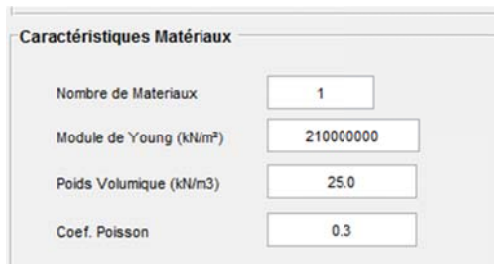 Caractéristiques Matériaux
Nombre de Materiaux 1
Module de Young (kN/m²) 210000000
Poids Volumique (kN/m3) 25.0
Coef. Poisson 0.3